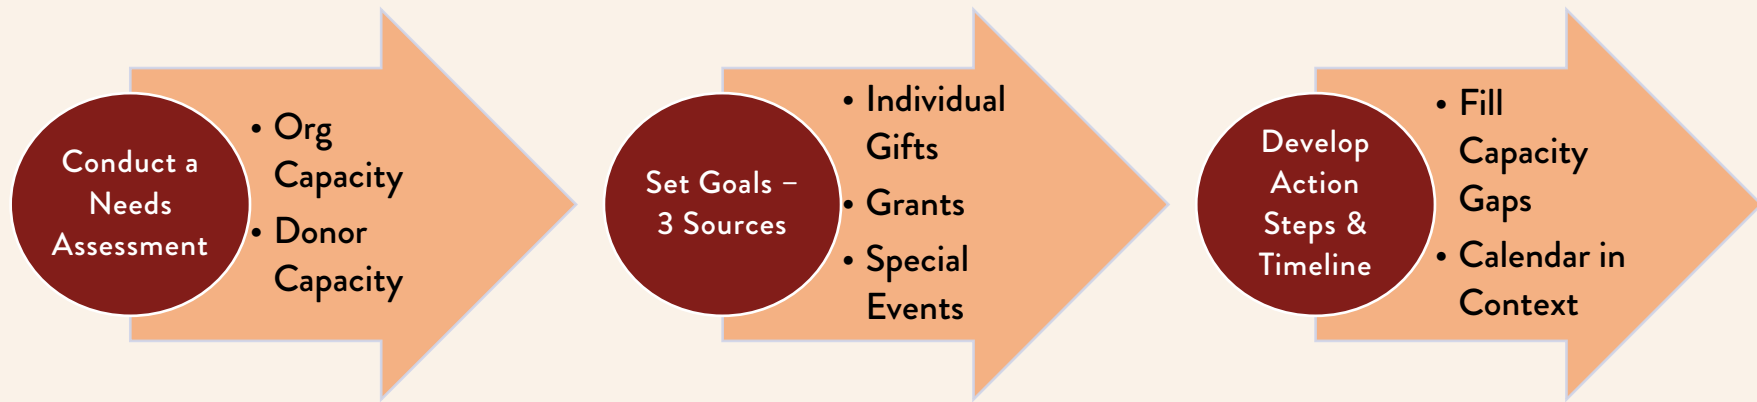 Conduct a
Needs
Assessment
• Org
Capacity
• Donor
Capacity
Set Goals –
3 Sources
• Individual
Gifts
• Grants
• Special
Events
Develop
Action
Steps &
Timeline
• Fill
Capacity
Gaps
• Calendar in
Context